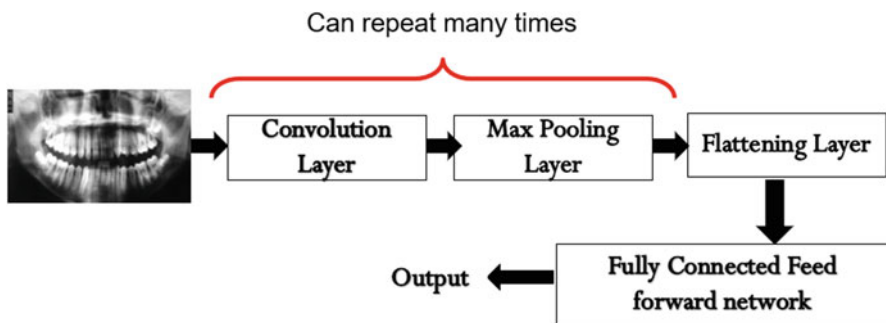 Can repeat many times
Convolution
Layer
Max Pooling
Layer
Flattening Layer
Fully Connected Feed
forward network
Output